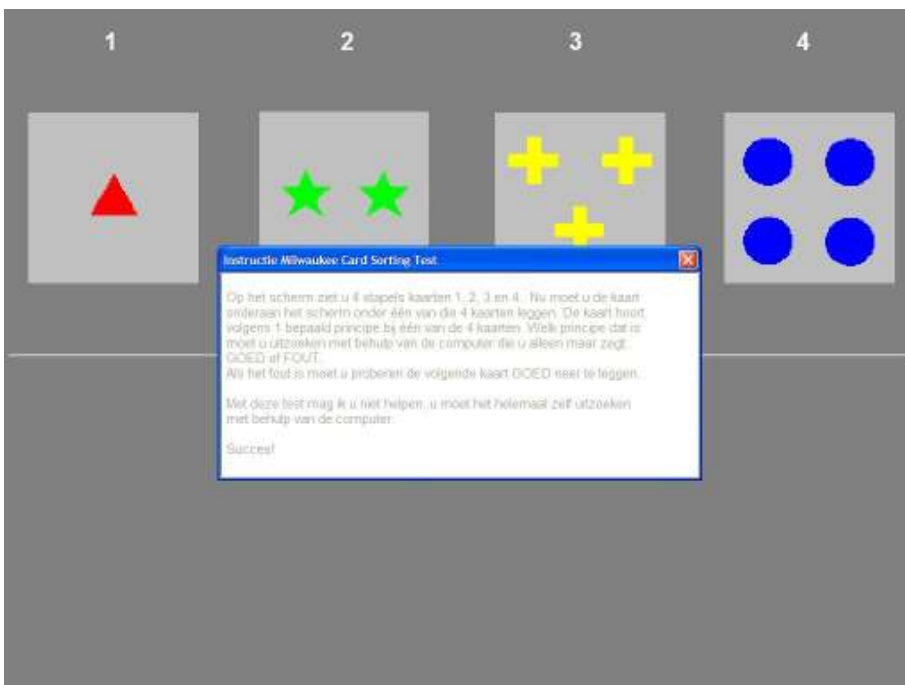 1 2 3 4
Instructie Milwaukee Card Sorting Test
Op het scherm ziet u 4 stapels kaarten 1, 2, 3 en 4. Nu moet u de kaart
onderaan het scherm onder één van die 4 kaarten leggen. De kaart hoort
volgens 1 bepaald principe bij één van de 4 kaarten. Welk principe dat is
moet u uitzoeken met behulp van de computer die u alleen maar zegt:
GOED of FOUT.
Als het fout is moet u proberen de volgende kaart GOED neer te leggen.
Met deze test mag ik u niet helpen, u moet het helemaal zelf uitzoeken
met behulp van de computer.
Succes!